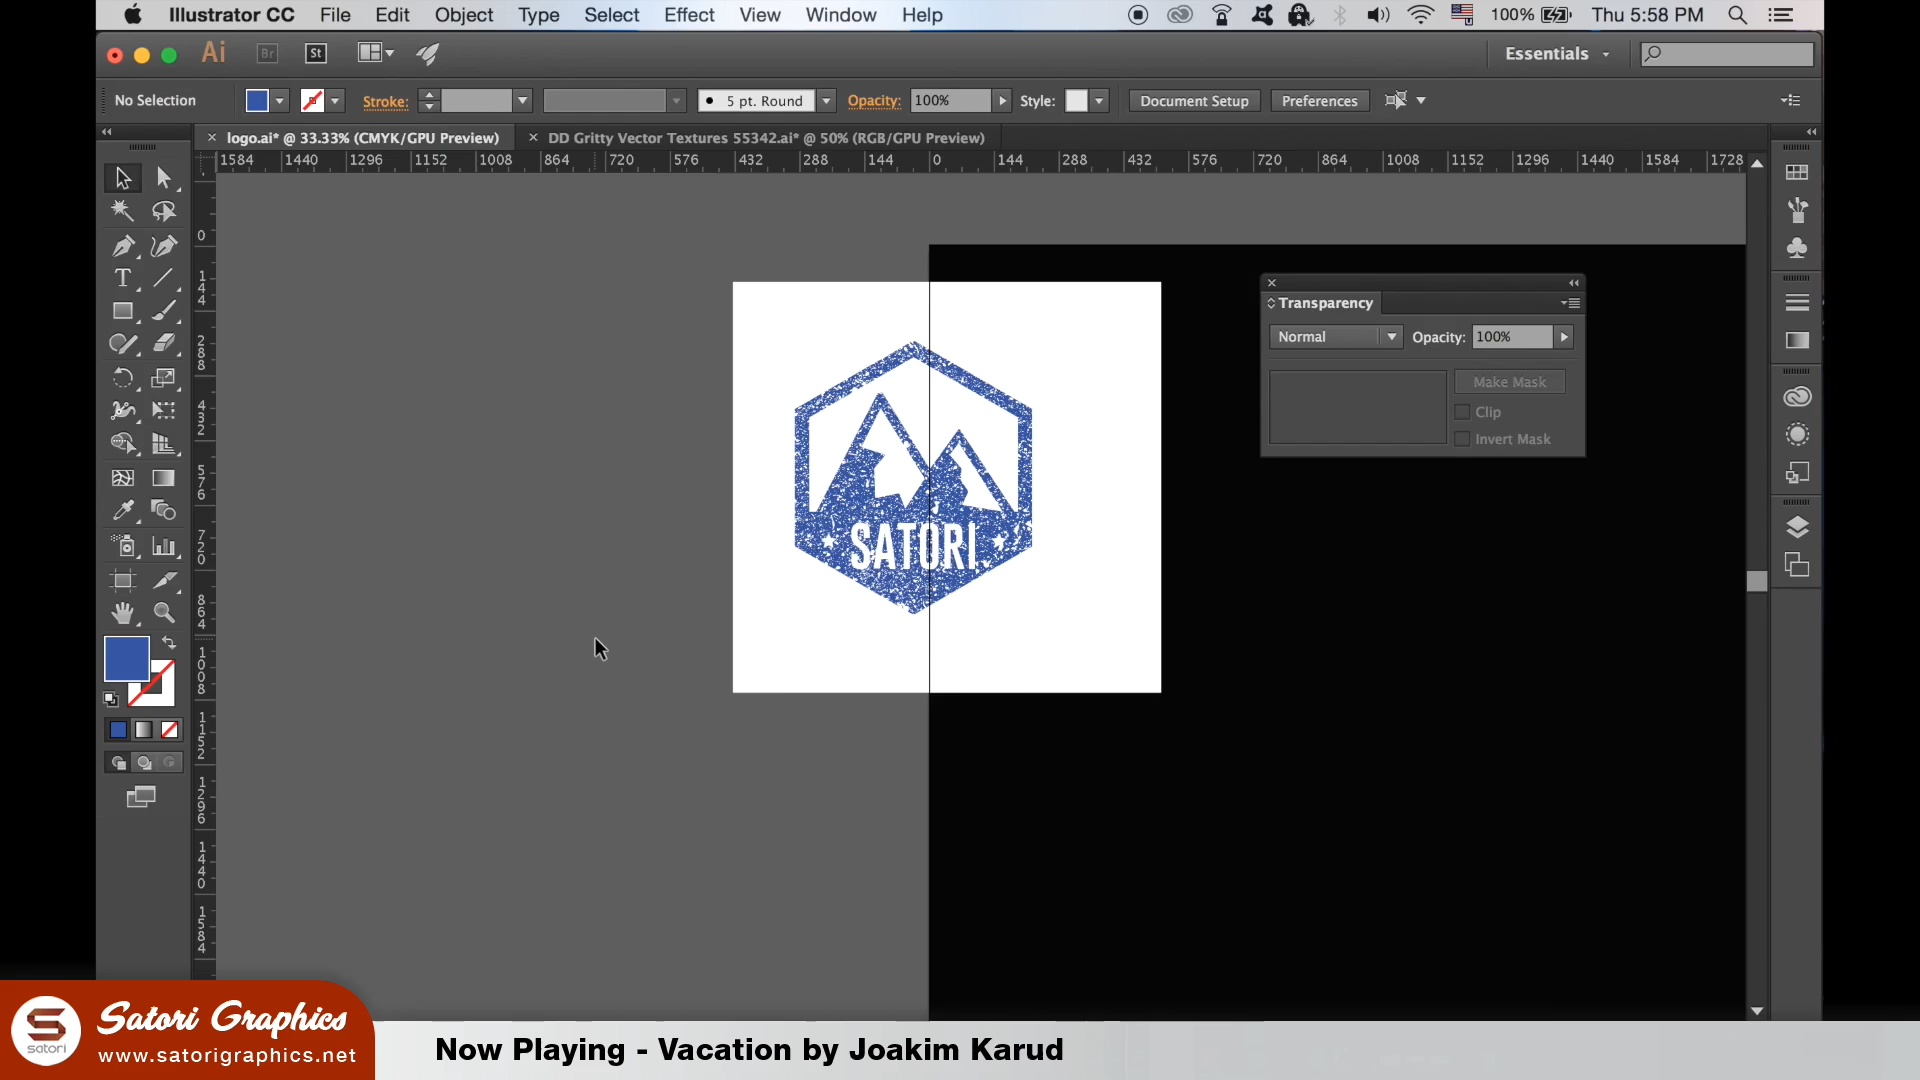 Illustrator CC File Edit Object Type Select Effect View Window Help 100% Thu 5:58 PM
Ai Br St Essentials
No Selection Stroke: 5 pt. Round Opacity: 100% Style: Document Setup Preferences
× logo.ai* @ 33.33% (CMYK/GPU Preview) × DD Gritty Vector Textures 55342.ai* @ 50% (RGB/GPU Preview)
1584 1440 1296 1152 1008 864 720 576 432 288 144 0 144 288 432 576 720 864 1008 1152 1296 1440 1584 1728
0
144
288
432
576
720
864
1008
1152
1296
1440
1584
Transparency
Normal Opacity: 100%
Make Mask
Clip
Invert Mask
SATORI
T
S
satori
Satori Graphics
www.satorigraphics.net
Now Playing - Vacation by Joakim Karud